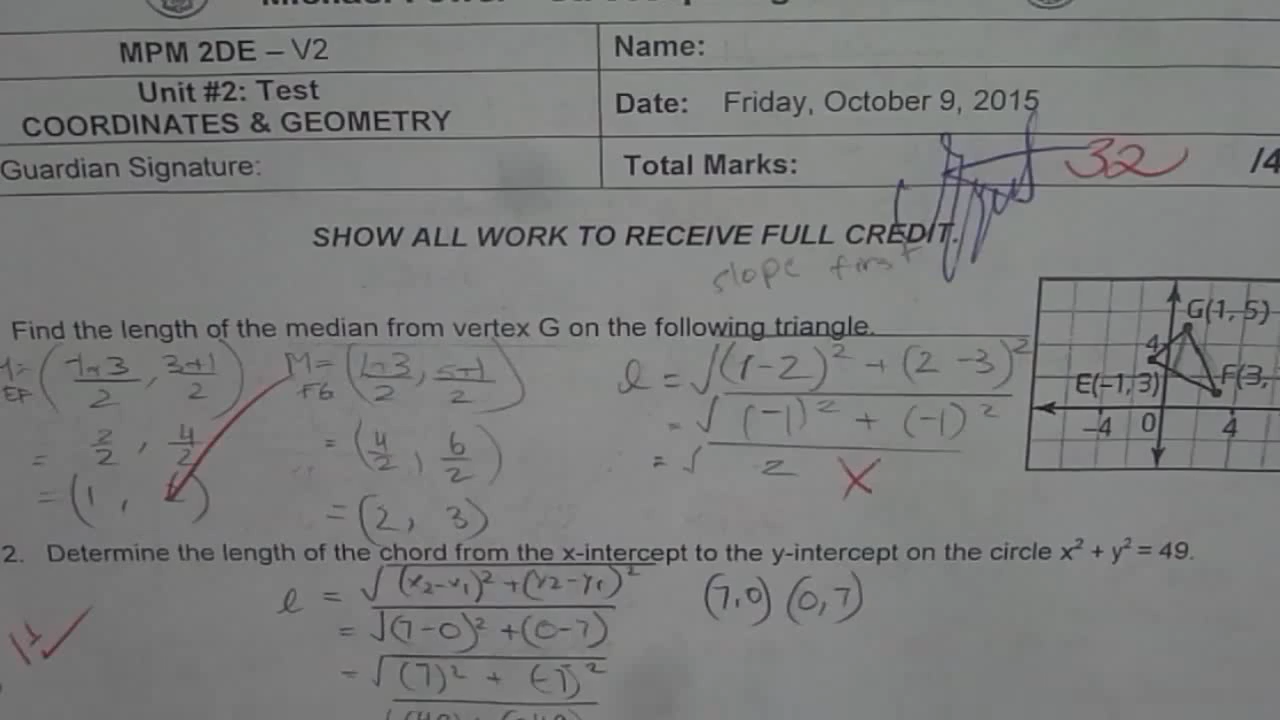 MPM 2DE – V2
Name:
Unit #2: Test
COORDINATES & GEOMETRY
Date: Friday, October 9, 2015
Guardian Signature:
Total Marks: 32 /4
SHOW ALL WORK TO RECEIVE FULL CREDIT.
slope first
Find the length of the median from vertex G on the following triangle.
G(1, 5)
4
E(–1, 3)
F(3,
–4 0 4
M= EF ( , 3+1/2)
= 2/2 , 4/2
= (1 , )
M= FG ( /2, 5+1/2)
= (4/2 , 6/2)
= (2, 3)
l = √(1-2)² + (2-3)²
= √(-1)² + (-1)²
= √2
2. Determine the length of the chord from the x-intercept to the y-intercept on the circle x² + y² = 49.
l = √(x₂-x₁)² + (y₂-y₁)²
(7,0) (0,7)
= √(7-0)² + (0-7)
= √(7)² + (-7)²